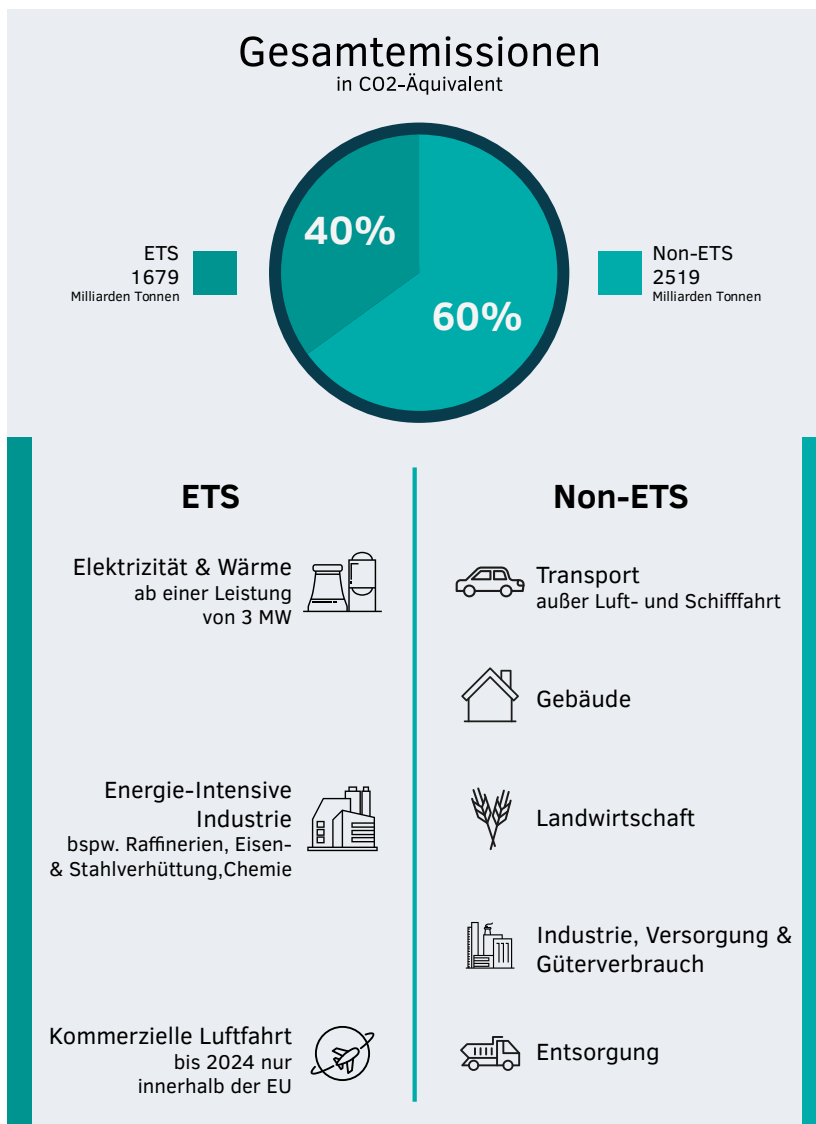 Gesamtemissionen
in CO2-Äquivalent
40%
60%
ETS
1679
Milliarden Tonnen
Non-ETS
2519
Milliarden Tonnen
ETS
Elektrizität & Wärme
ab einer Leistung
von 3 MW
Energie-Intensive
Industrie
bspw. Raffinerien, Eisen-
& Stahlverhüttung,Chemie
Kommerzielle Luftfahrt
bis 2024 nur
innerhalb der EU
Non-ETS
Transport
außer Luft- und Schifffahrt
Gebäude
Landwirtschaft
Industrie, Versorgung &
Güterverbrauch
Entsorgung